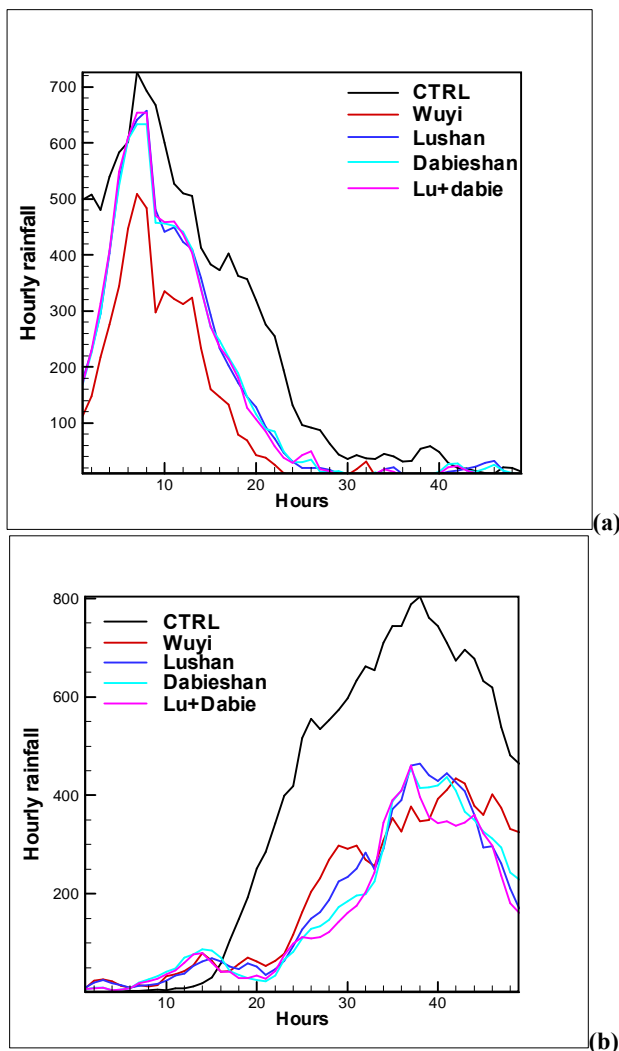 700
600
500
400
300
200
100
Hourly rainfall
CTRL
Wuyi
Lushan
Dabieshan
Lu+dabie
10 20 30 40
Hours
(a)
800
600
400
200
Hourly rainfall
CTRL
Wuyi
Lushan
Dabieshan
Lu+Dabie
10 20 30 40
Hours
(b)